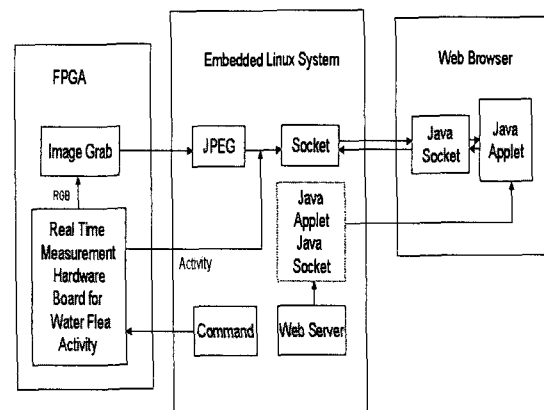 FPGA
Image Grab
RGB
Real Time
Measurement
Hardware
Board for
Water Flea
Activity
Embedded Linux System
JPEG
Socket
Activity
Java
Applet
Java
Socket
Command
Web Server
Web Browser
Java
Socket
Java
Applet